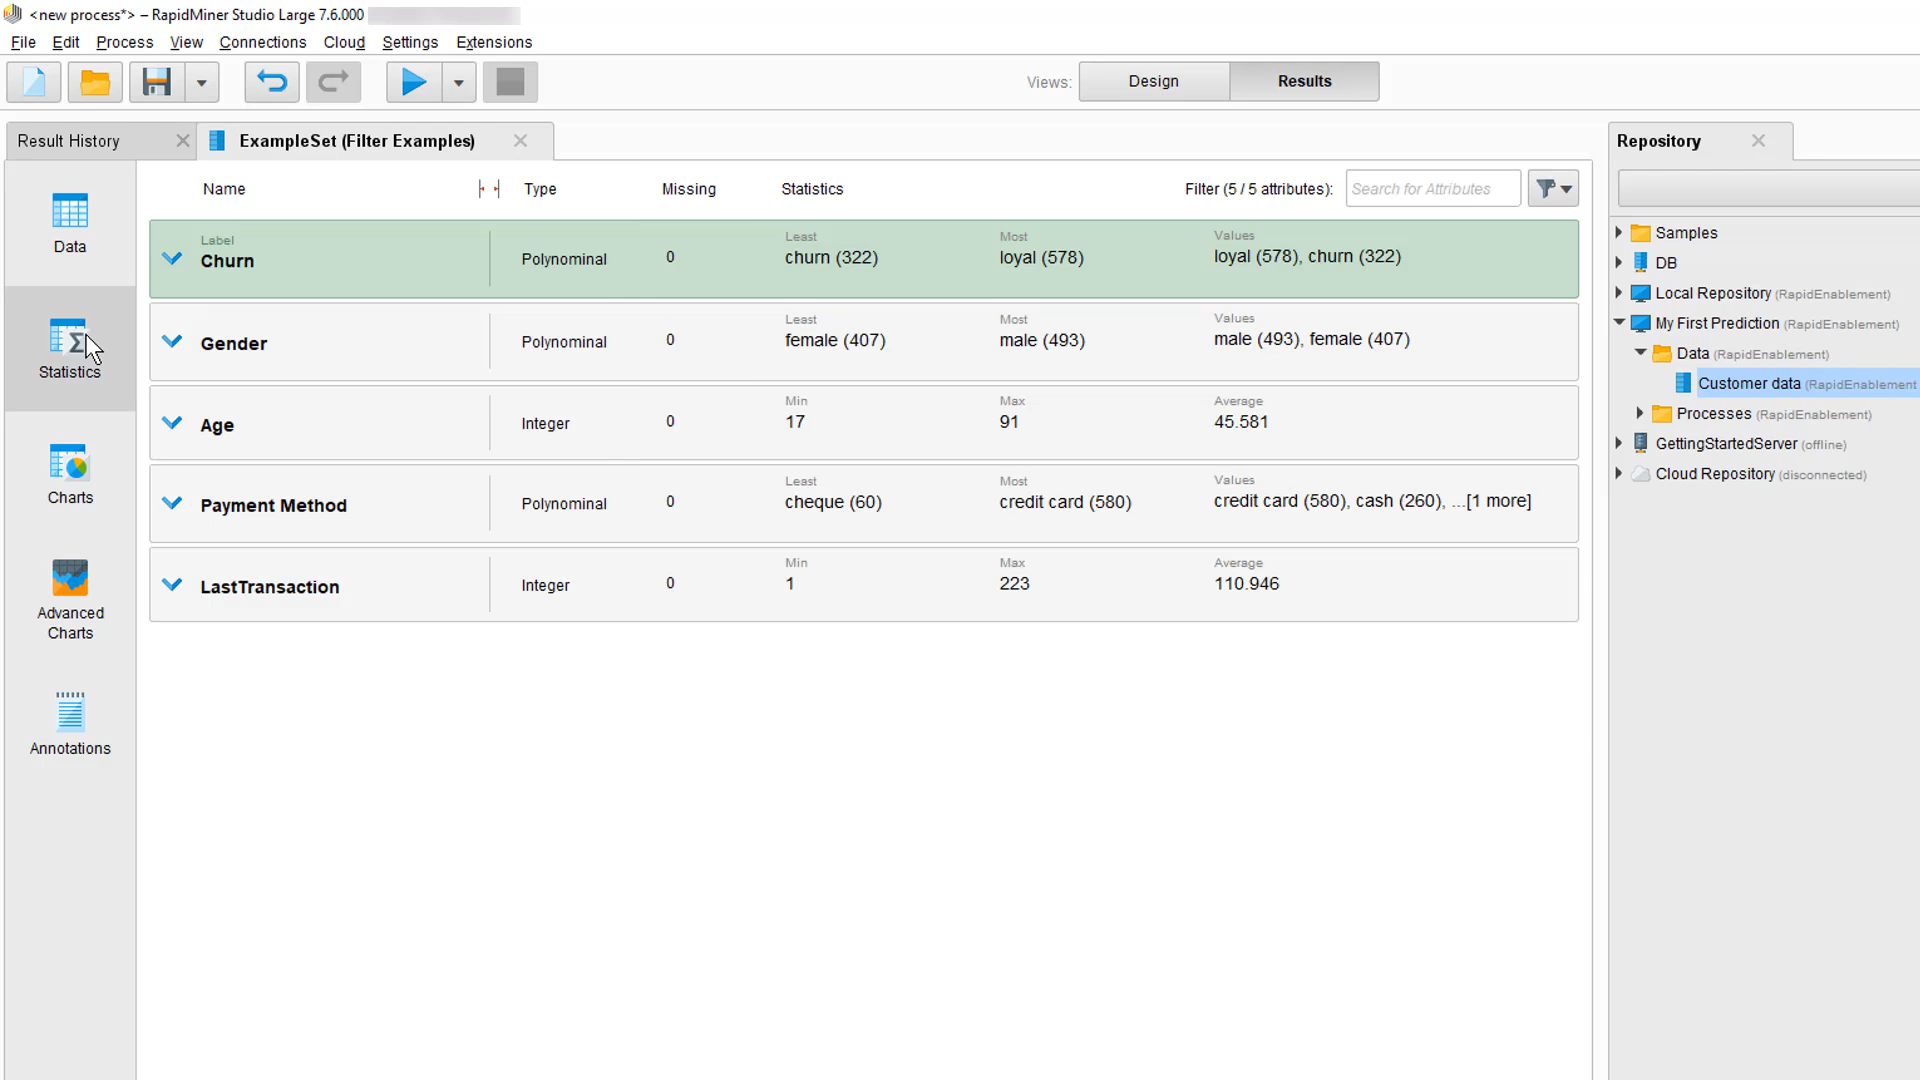 <new process*> – RapidMiner Studio Large 7.6.000
File Edit Process View Connections Cloud Settings Extensions
Views: Design Results
Result History ExampleSet (Filter Examples) Repository
Name Type Missing Statistics Filter (5 / 5 attributes): Search for Attributes
Data
Statistics
Charts
Advanced
Charts
Annotations
Label Least Most Values
Churn Polynominal 0 churn (322) loyal (578) loyal (578), churn (322)
Least Most Values
Gender Polynominal 0 female (407) male (493) male (493), female (407)
Min Max Average
Age Integer 0 17 91 45.581
Least Most Values
Payment Method Polynominal 0 cheque (60) credit card (580) credit card (580), cash (260), ...[1 more]
Min Max Average
LastTransaction Integer 0 1 223 110.946
Samples
DB
Local Repository (RapidEnablement)
My First Prediction (RapidEnablement)
Data (RapidEnablement)
Customer data (RapidEnablement
Processes (RapidEnablement)
GettingStartedServer (offline)
Cloud Repository (disconnected)